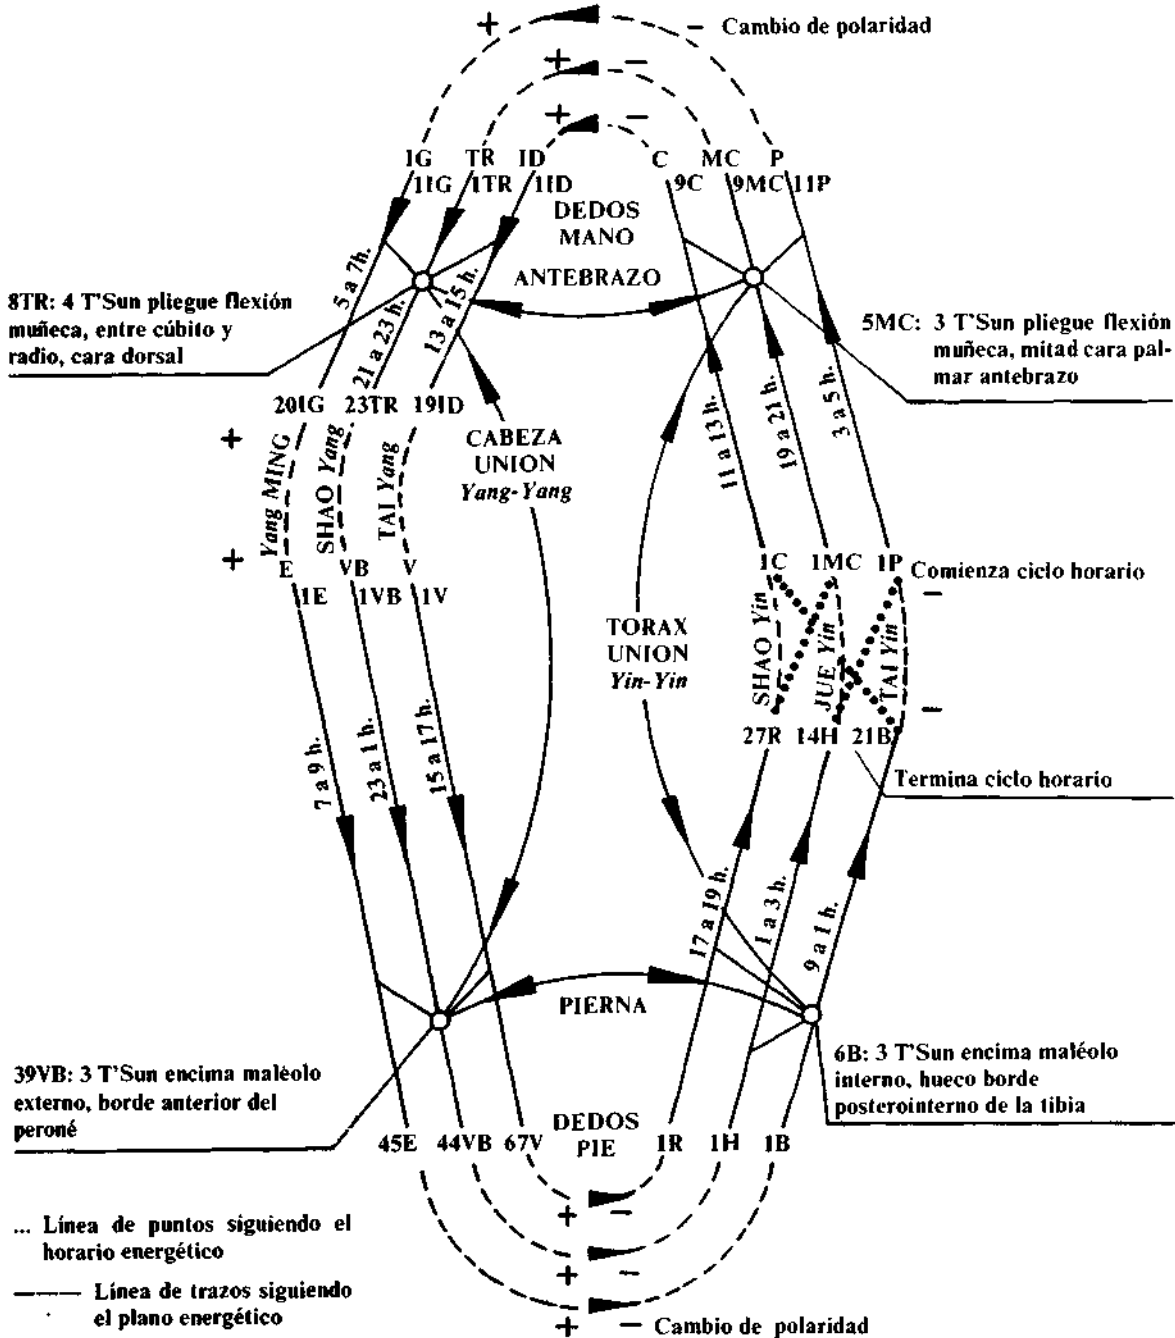 + − Cambio de polaridad
+ −
+ −
IG TR ID C MC P
1IG 1TR 1ID 9C 9MC 11P
DEDOS
MANO
ANTEBRAZO
5 a 7h.
21 a 23 h.
13 a 15 h.
8TR: 4 T'Sun pliegue flexión
muñeca, entre cúbito y
radio, cara dorsal
5MC: 3 T'Sun pliegue flexión
muñeca, mitad cara pal-
mar antebrazo
11 a 13 h.
19 a 21 h.
3 a 5 h.
20IG 23TR 19ID
+
Yang MING
SHAO Yang
TAI Yang
CABEZA
UNION
Yang-Yang
+
E VB V
1E 1VB 1V
1C 1MC 1P
Comienza ciclo horario
−
TORAX
UNION
Yin-Yin
SHAO Yin
JUE Yin
TAI Yin
−
27R 14H 21B
Termina ciclo horario
7 a 9 h.
23 a 1 h.
15 a 17 h.
17 a 19 h.
1 a 3 h.
9 a 1 h.
PIERNA
39VB: 3 T'Sun encima maléolo
externo, borde anterior del
peroné
6B: 3 T'Sun encima maléolo
interno, hueco borde
posterointerno de la tibia
DEDOS
PIE
45E 44VB 67V 1R 1H 1B
+ −
+ −
+ − Cambio de polaridad
... Línea de puntos siguiendo el
horario energético
——— Línea de trazos siguiendo
el plano energético